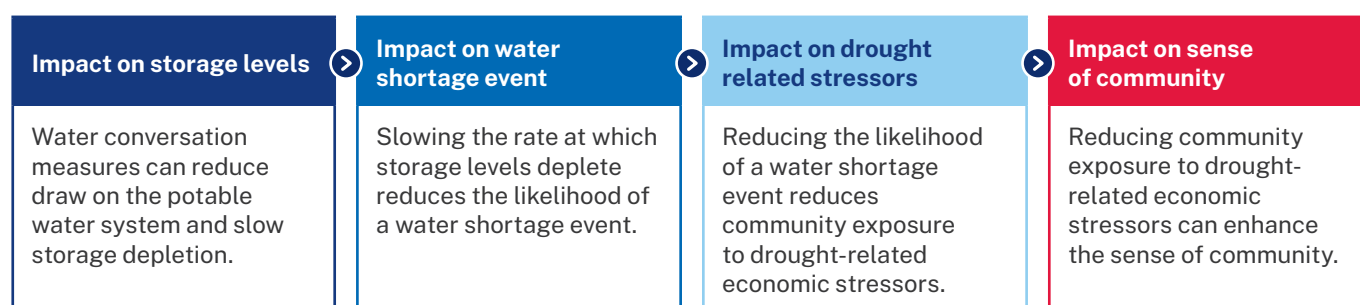 Impact on storage levels
Water conversation
measures can reduce
draw on the potable
water system and slow
storage depletion.
Impact on water
shortage event
Slowing the rate at which
storage levels deplete
reduces the likelihood of
a water shortage event.
Impact on drought
related stressors
Reducing the likelihood
of a water shortage
event reduces
community exposure
to drought-related
economic stressors.
Impact on sense
of community
Reducing community
exposure to drought-
related economic
stressors can enhance
the sense of community.